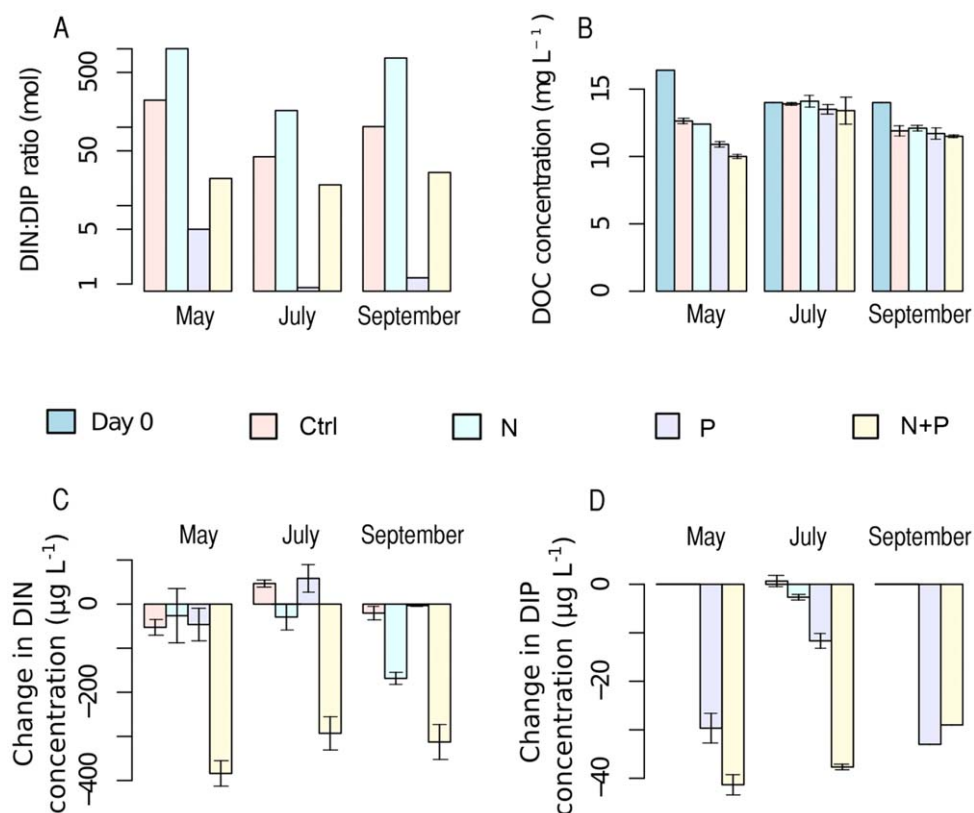 A
DIN:DIP ratio (mol)
500
50
5
1
May July September
B
DOC concentration (mg L⁻¹)
15
10
5
0
May July September
Day 0 Ctrl N P N+P
C
May July September
Change in DIN
concentration (µg L⁻¹)
0
−200
−400
D
May July September
Change in DIP
concentration (µg L⁻¹)
0
−20
−40